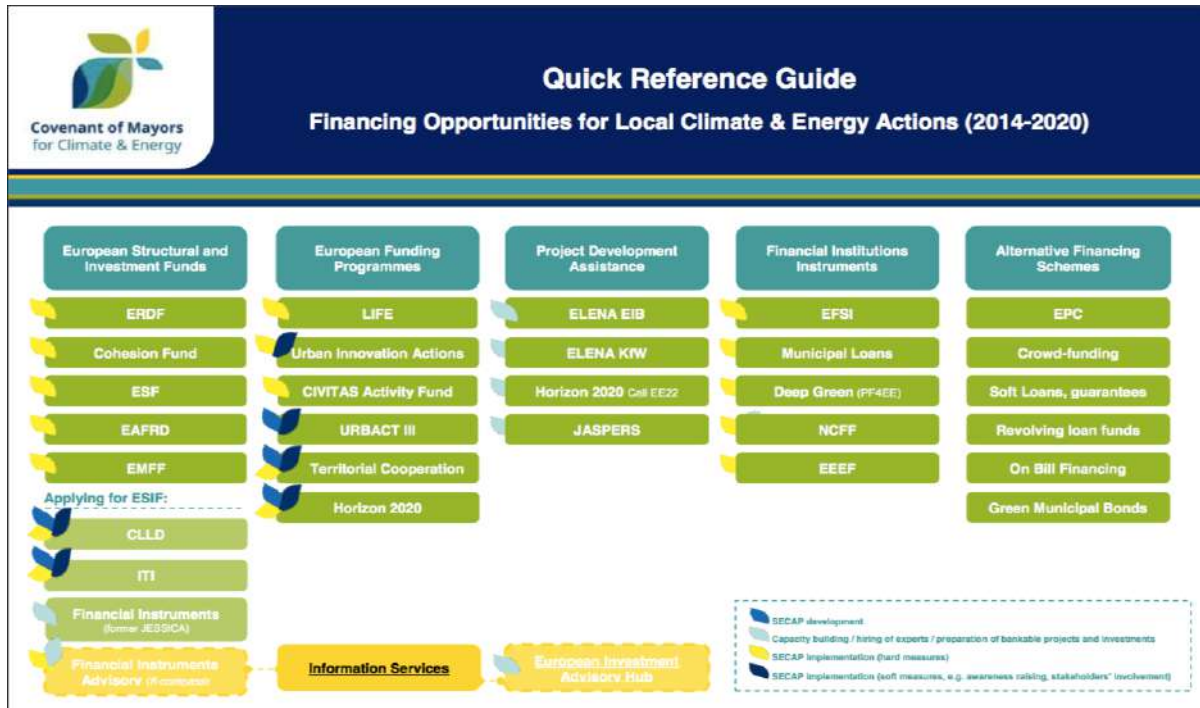 Covenant of Mayors
for Climate & Energy
Quick Reference Guide
Financing Opportunities for Local Climate & Energy Actions (2014-2020)
European Structural and
Investment Funds
ERDF
Cohesion Fund
ESF
EAFRD
EMFF
Applying for ESIF:
CLLD
ITI
Financial Instruments
(former JESSICA)
Financial Instruments
Advisory (fi-compass)
European Funding
Programmes
LIFE
Urban Innovation Actions
CIVITAS Activity Fund
URBACT III
Territorial Cooperation
Horizon 2020
Information Services
Project Development
Assistance
ELENA EIB
ELENA KfW
Horizon 2020 Call EE22
JASPERS
European Investment
Advisory Hub
Financial Institutions
Instruments
EFSI
Municipal Loans
Deep Green (PF4EE)
NCFF
EEEF
Alternative Financing
Schemes
EPC
Crowd-funding
Soft Loans, guarantees
Revolving loan funds
On Bill Financing
Green Municipal Bonds
SECAP development
Capacity building / hiring of experts / preparation of bankable projects and investments
SECAP implementation (hard measures)
SECAP implementation (soft measures, e.g. awareness raising, stakeholders' involvement)